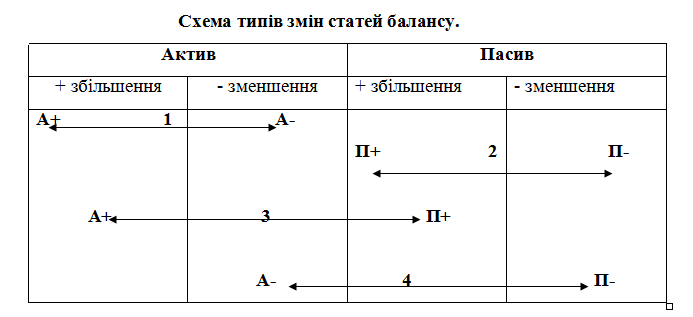 Схема типів змін статей балансу.
Актив Пасив
+ збільшення - зменшення + збільшення - зменшення
А+ 1 А-
П+ 2 П-
А+ 3 П+
А- 4 П-